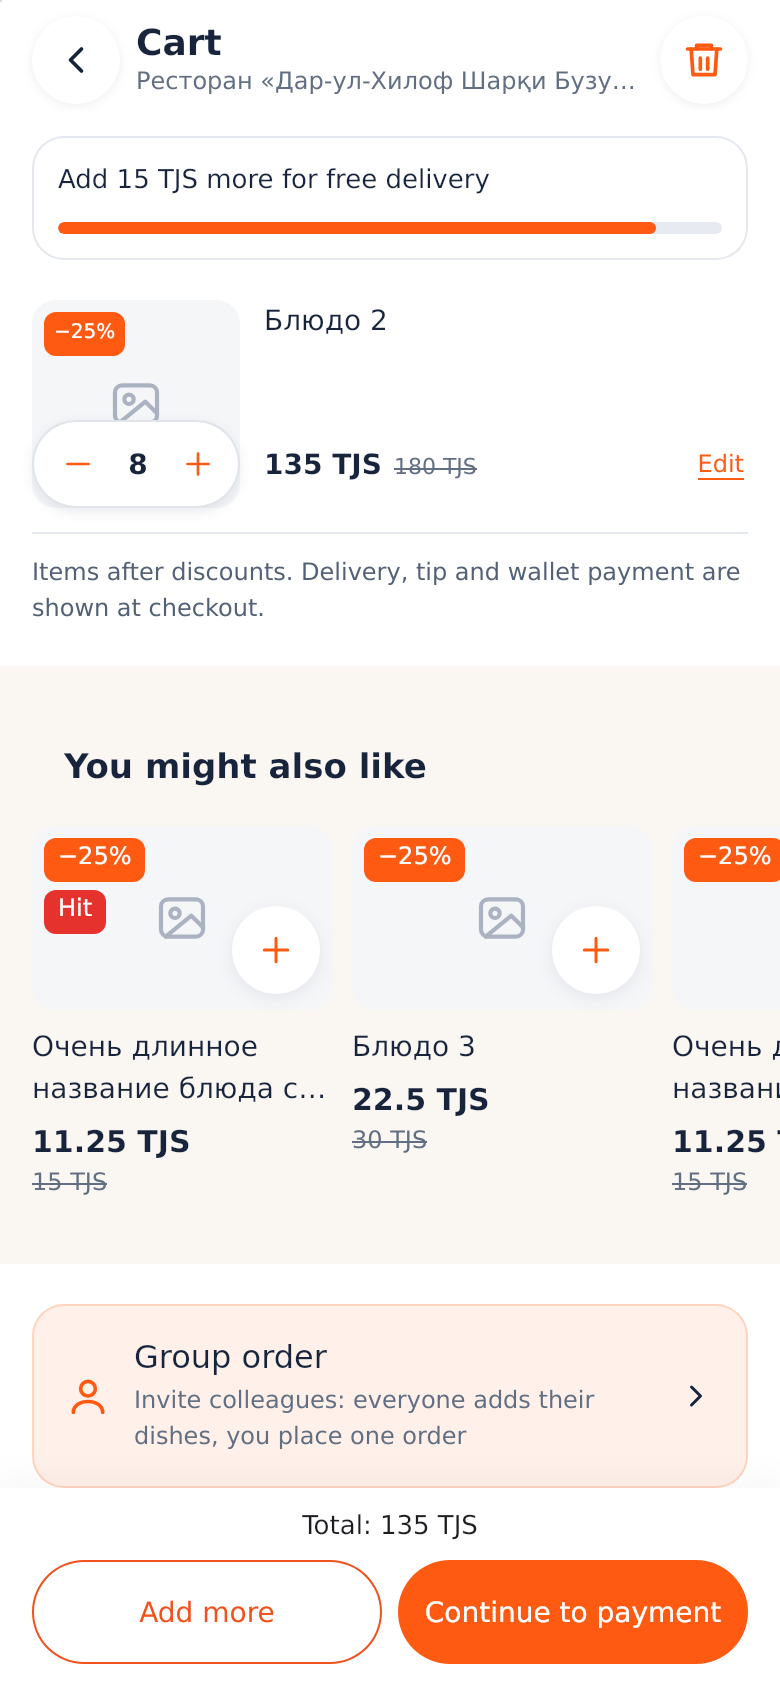 Cart
Ресторан «Дар-ул-Хилоф Шарқи Бузу…
Add 15 TJS more for free delivery
−25%
Блюдо 2
8
135 TJS 180 TJS
Edit
Items after discounts. Delivery, tip and wallet payment are
shown at checkout.
You might also like
−25%
Hit
Очень длинное
название блюда с…
11.25 TJS
15 TJS
−25%
Блюдо 3
22.5 TJS
30 TJS
−25%
Очень
11.25
15 TJS
Group order
Invite colleagues: everyone adds their
dishes, you place one order
Total: 135 TJS
Add more
Continue to payment